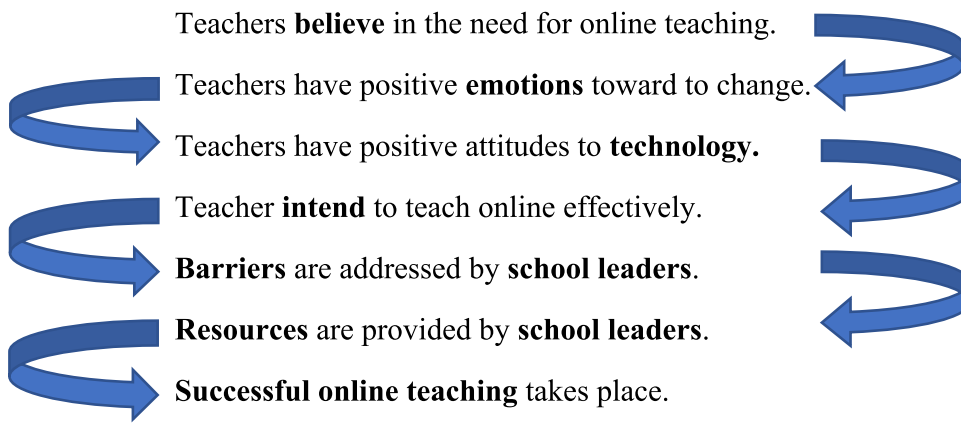 Teachers believe in the need for online teaching.
Teachers have positive emotions toward to change.
Teachers have positive attitudes to technology.
Teacher intend to teach online effectively.
Barriers are addressed by school leaders.
Resources are provided by school leaders.
Successful online teaching takes place.